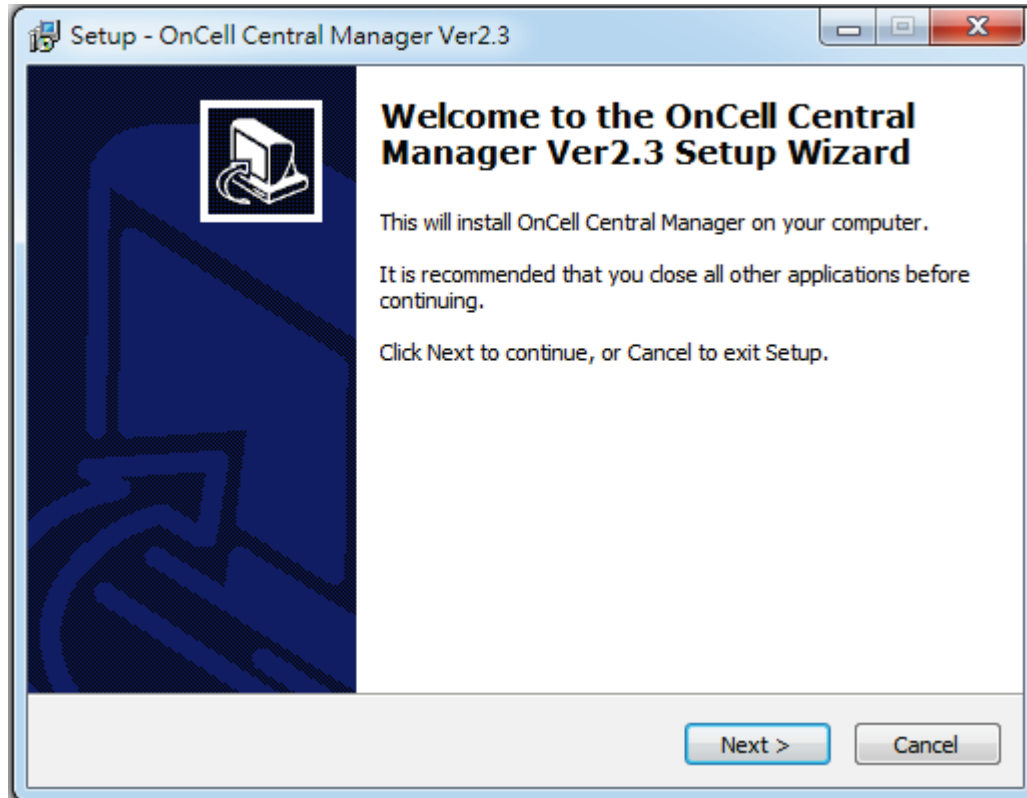 Setup - OnCell Central Manager Ver2.3
Welcome to the OnCell Central
Manager Ver2.3 Setup Wizard
This will install OnCell Central Manager on your computer.
It is recommended that you close all other applications before
continuing.
Click Next to continue, or Cancel to exit Setup.
Next >
Cancel